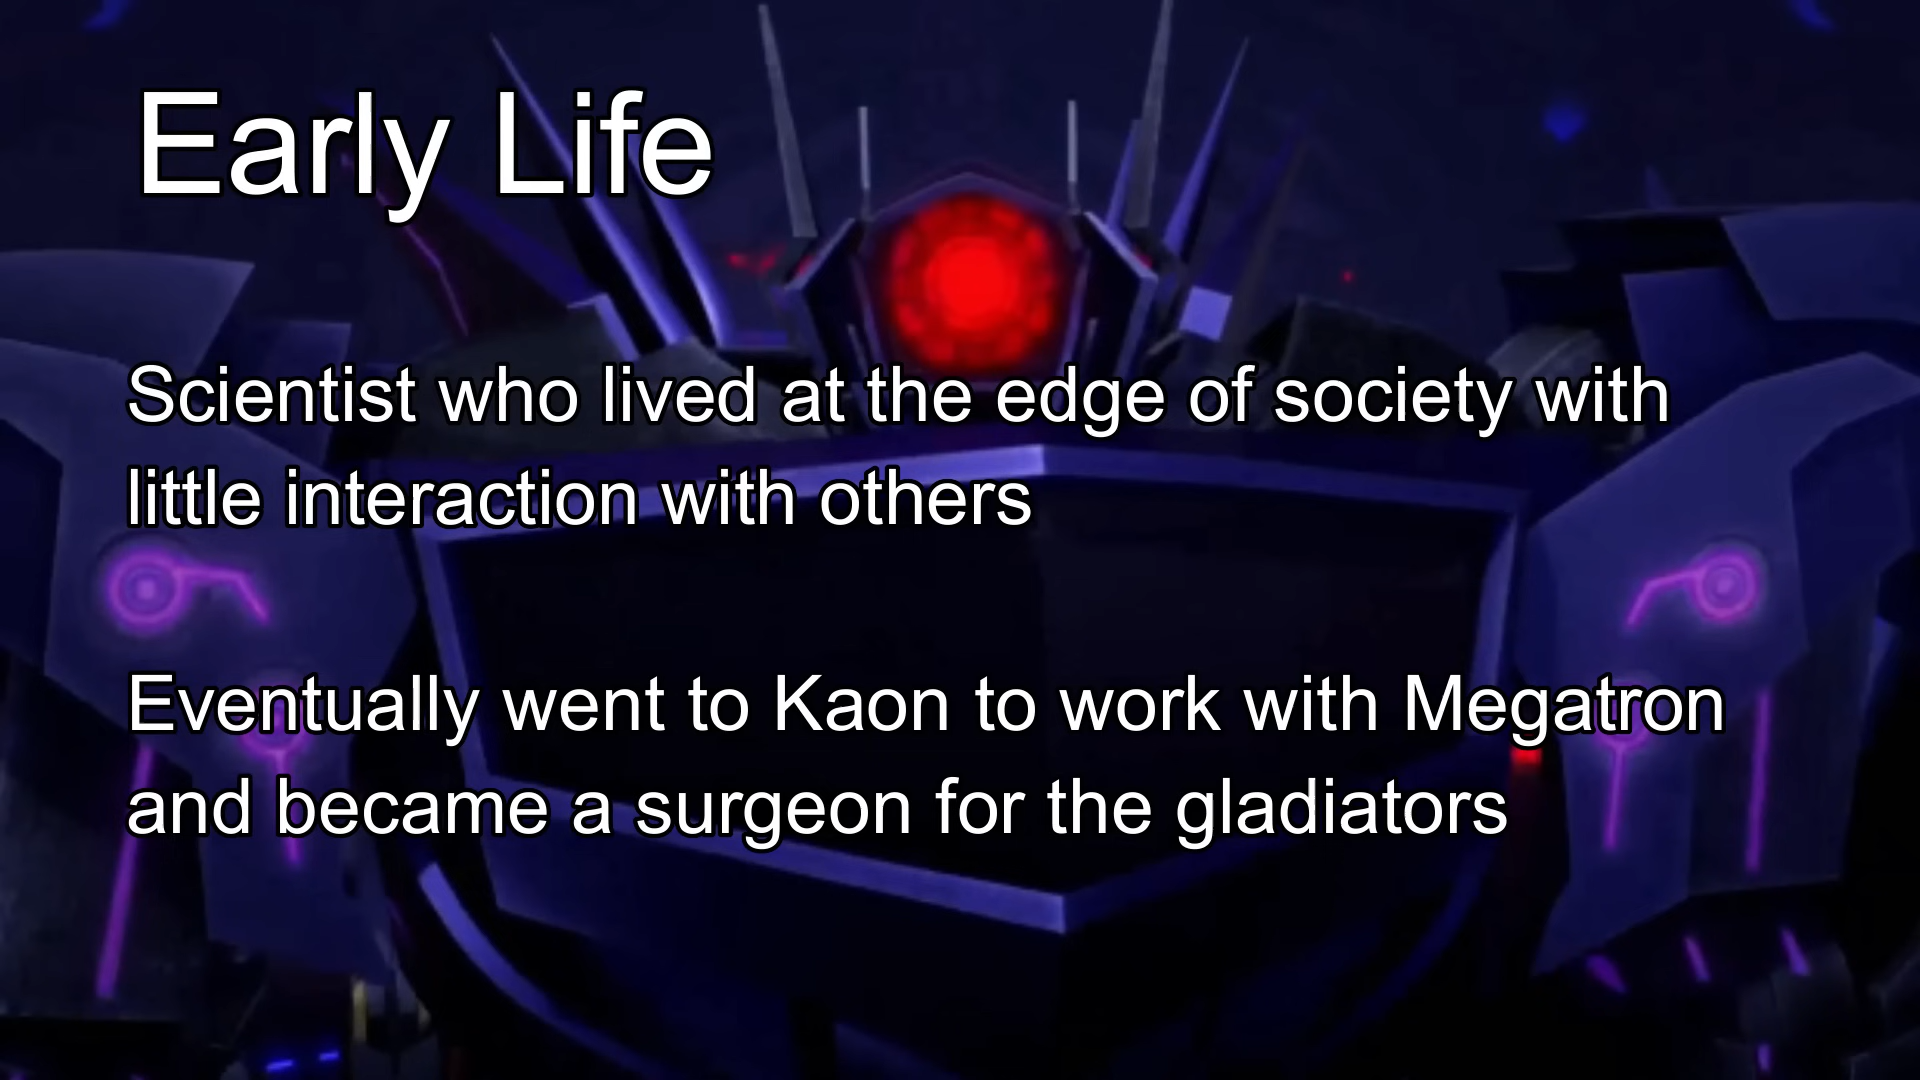 Early Life
Scientist who lived at the edge of society with
little interaction with others
Eventually went to Kaon to work with Megatron
and became a surgeon for the gladiators